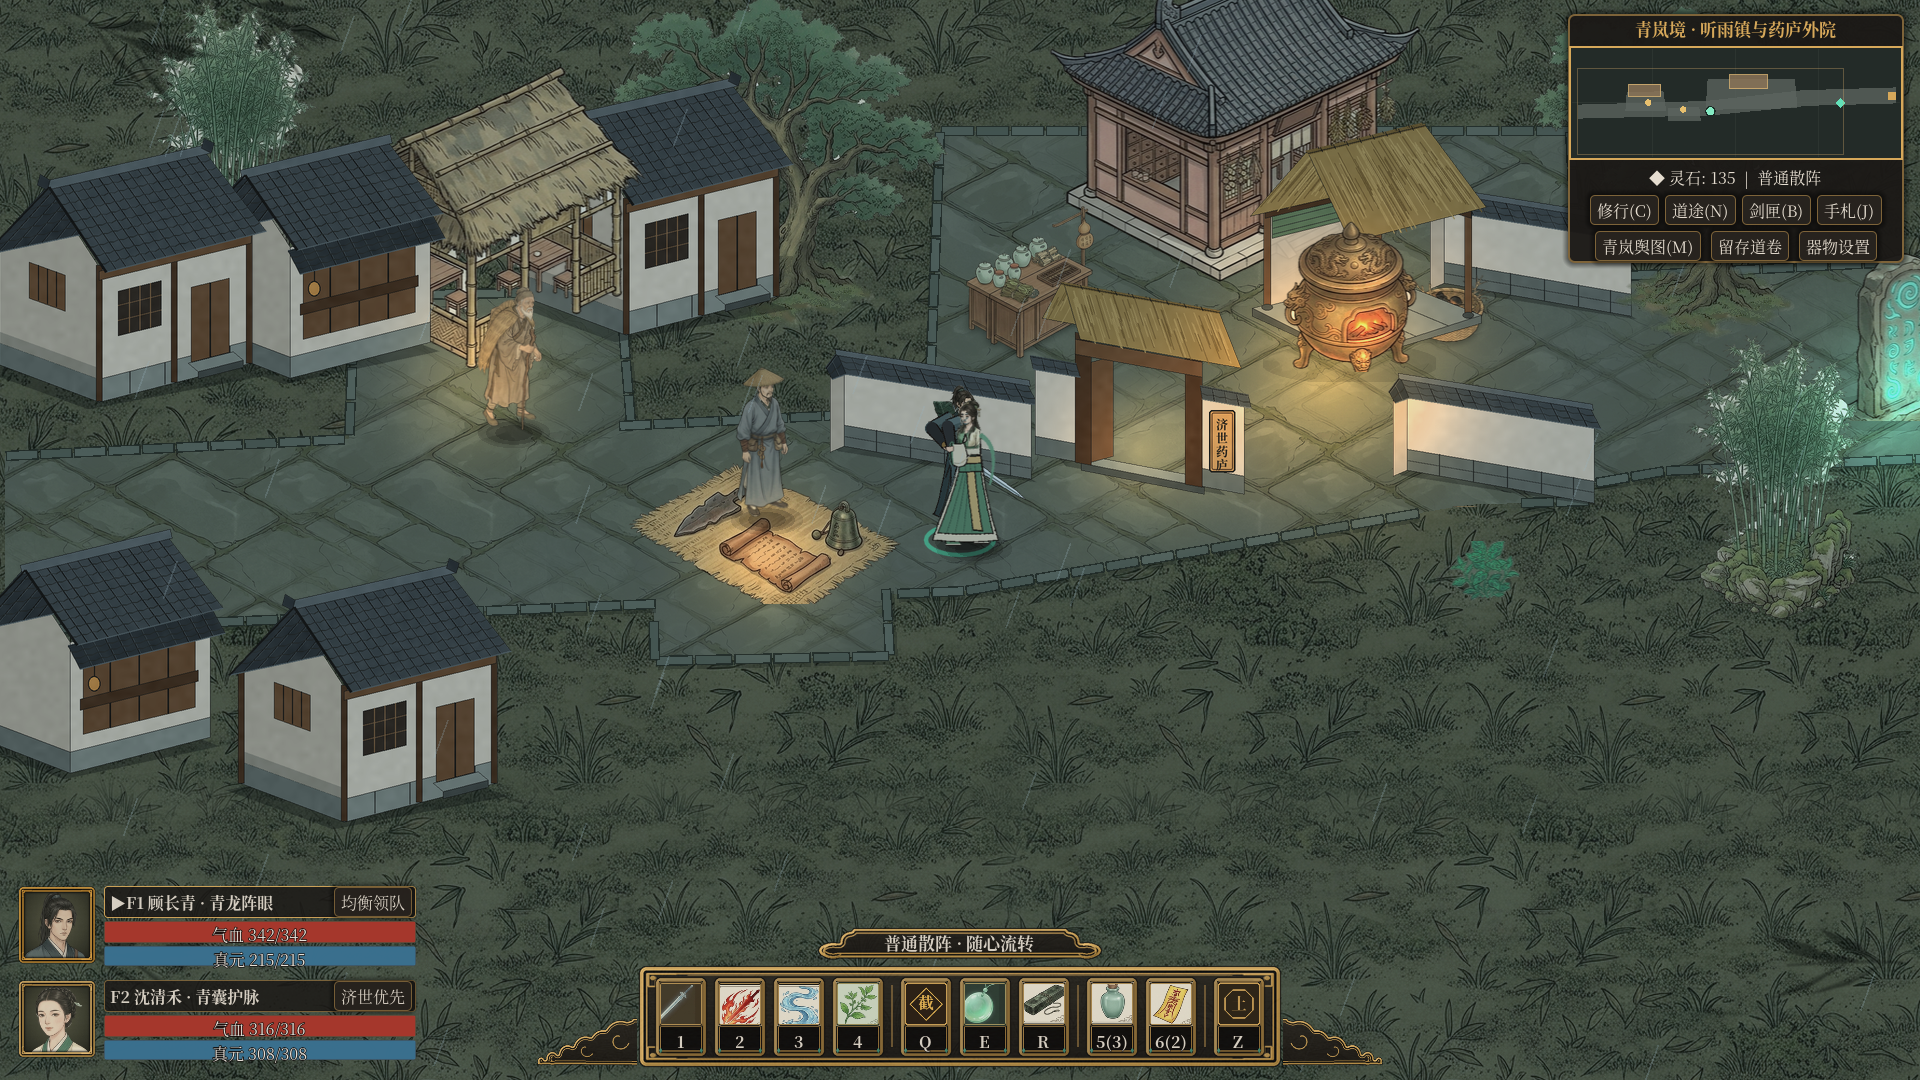 青岚境 · 听雨镇与药庐外院
◆ 灵石: 135 | 普通散阵
修行(C) 道途(N) 剑匣(B) 手札(J)
青岚舆图(M) 留存道卷 器物设置
济世药庐
▶F1 顾长青 · 青龙阵眼 均衡领队
气血 342/342
真元 215/215
F2 沈清禾 · 青囊护脉 济世优先
气血 316/316
真元 308/308
普通散阵 · 随心流转
截 上
1 2 3 4 Q E R 5(3) 6(2) Z